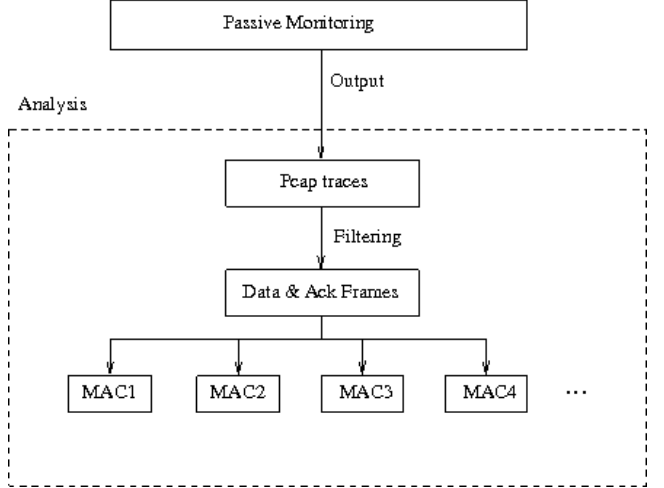 Passive Monitoring
Output
Analysis
Pcap traces
Filtering
Data & Ack Frames
MAC1 MAC2 MAC3 MAC4 ...